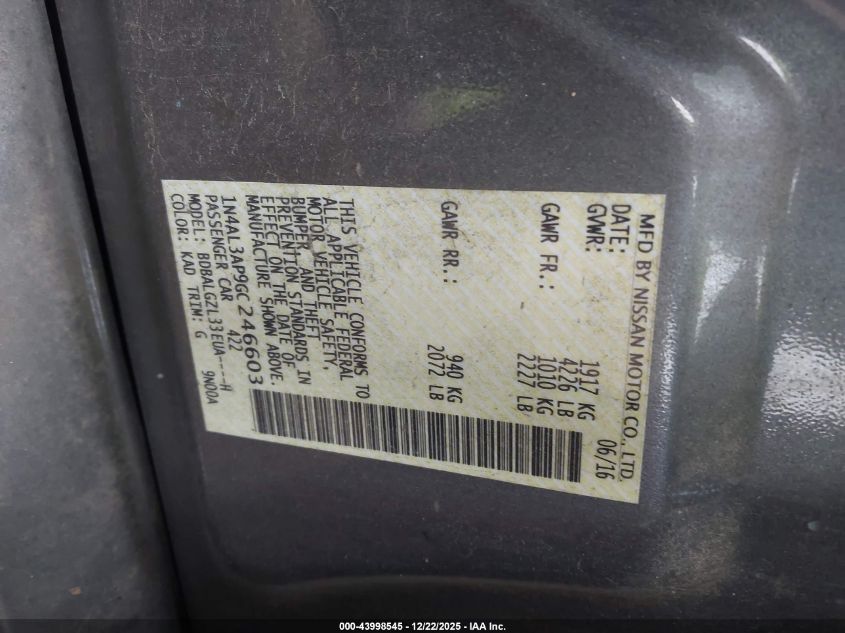 MFD BY NISSAN MOTOR CO., LTD.
DATE: 06/16
GVWR: 1917 KG
4226 LB
GAWR FR.: 1010 KG
2227 LB
GAWR RR.: 940 KG
2072 LB
THIS VEHICLE CONFORMS TO
ALL APPLICABLE FEDERAL
MOTOR VEHICLE SAFETY,
BUMPER, AND THEFT
PREVENTION STANDARDS IN
EFFECT ON THE DATE OF
MANUFACTURE SHOWN ABOVE.
1N4AL3AP9GC246603
PASSENGER CAR 422
MODEL: BDBALGZL33EUA----H
COLOR: KAD TRIM: G 9N00A
000-43998545 - 12/22/2025 - IAA Inc.